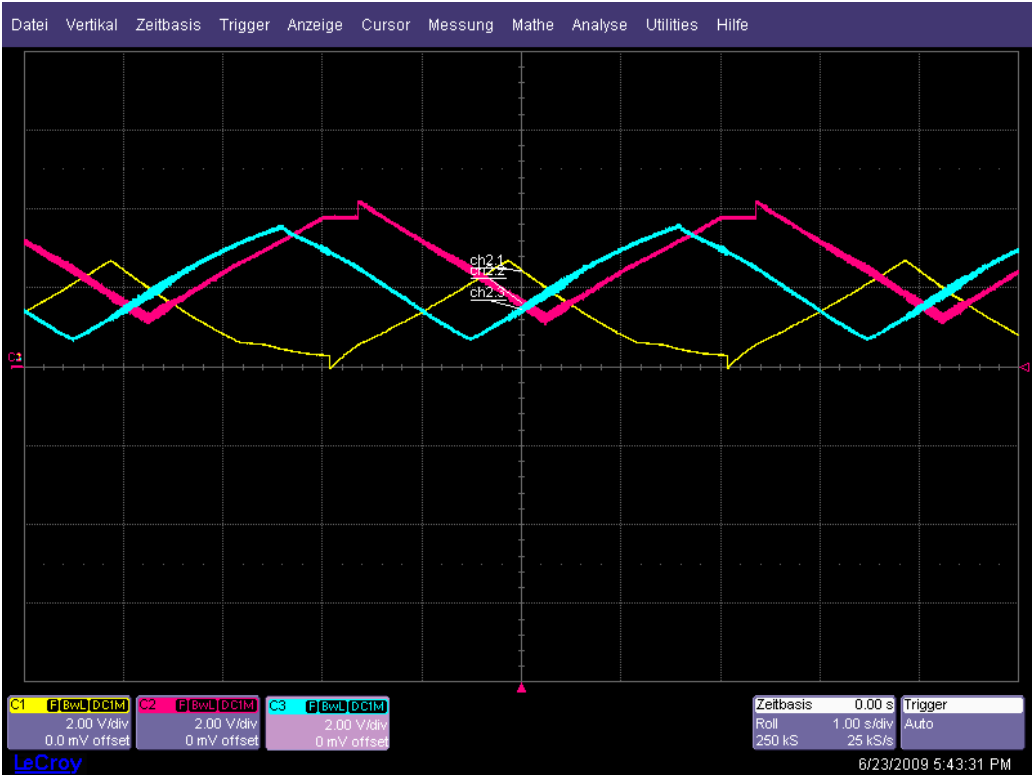 Datei Vertikal Zeitbasis Trigger Anzeige Cursor Messung Mathe Analyse Utilities Hilfe
ch2.1
ch2.2
ch2.3
C1 F BwL DC1M
2.00 V/div
0.0 mV offset
C2 F BwL DC1M
2.00 V/div
0 mV offset
C3 F BwL DC1M
2.00 V/div
0 mV offset
Zeitbasis 0.00 s
Roll 1.00 s/div
250 kS 25 kS/s
Trigger
Auto
LeCroy
6/23/2009 5:43:31 PM